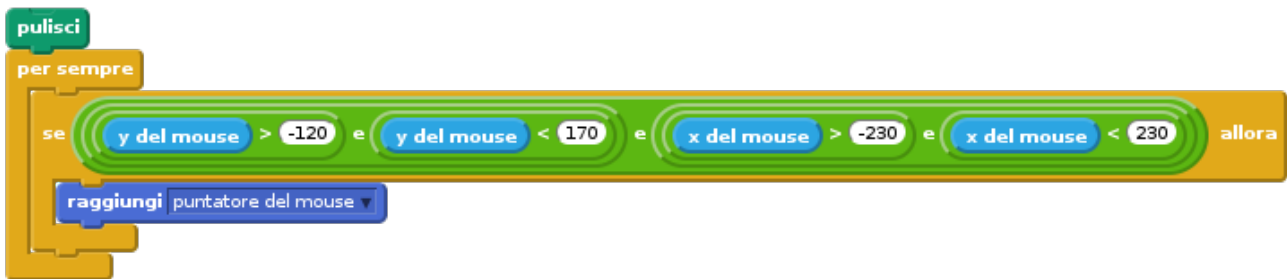 pulisci
per sempre
se y del mouse > -120 e y del mouse < 170 e x del mouse > -230 e x del mouse < 230 allora
raggiungi puntatore del mouse